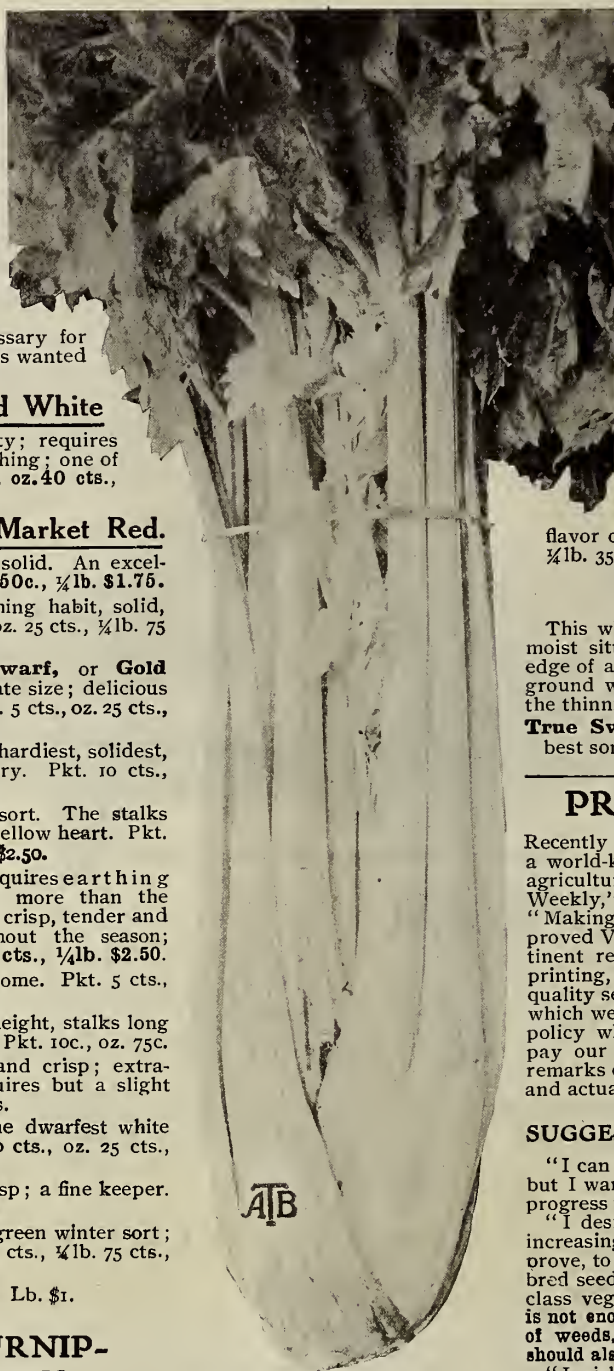 ssary for
s wanted
d White
ty; requires
hing; one of
oz. 40 cts.,
Market Red.
solid. An excel-
50c., ¼lb. $1.75.
ning habit, solid,
oz. 25 cts., ¼lb. 75
warf, or Gold
ate size; delicious
. 5 cts., oz. 25 cts.,
hardiest, solidest,
ry. Pkt. 10 cts.,
sort. The stalks
ellow heart. Pkt.
$2.50.
quires earthing
more than the
crisp, tender and
hout the season;
cts., ¼lb. $2.50.
ome. Pkt. 5 cts.,
eight, stalks long
Pkt. 10c., oz. 75c.
and crisp; extra-
uires but a slight
s.
e dwarfest white
0 cts., oz. 25 cts.,
sp; a fine keeper.
green winter sort;
cts., ¼lb. 75 cts.,
Lb. $1.
URNIP-
ATB
flavor o
¼lb. 35
This w
moist sit
edge of a
ground w
the thinn
True Sw
best sor
PR
Recently
a world-k
agricultu
Weekly,'
"Making
proved V
tinent re
printing,
quality se
which we
policy w
pay our
remarks o
and actua
SUGGE
"I can
but I wan
progress
"I des
increasing
prove, to
bred seed
class veg
is not eno
of weeds,
should als